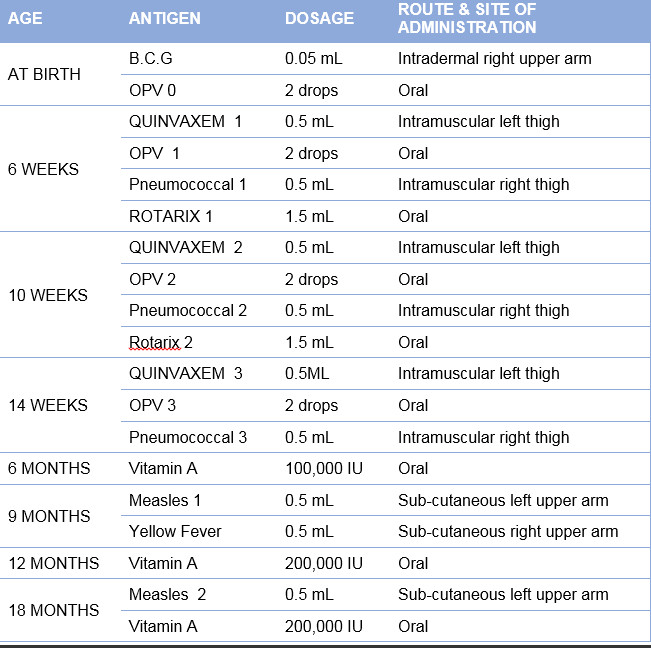 AGE ANTIGEN DOSAGE ROUTE & SITE OF ADMINISTRATION
AT BIRTH
B.C.G 0.05 mL Intradermal right upper arm
OPV 0 2 drops Oral
6 WEEKS
QUINVAXEM 1 0.5 mL Intramuscular left thigh
OPV 1 2 drops Oral
Pneumococcal 1 0.5 mL Intramuscular right thigh
ROTARIX 1 1.5 mL Oral
10 WEEKS
QUINVAXEM 2 0.5 mL Intramuscular left thigh
OPV 2 2 drops Oral
Pneumococcal 2 0.5 mL Intramuscular right thigh
Rotarix 2 1.5 mL Oral
14 WEEKS
QUINVAXEM 3 0.5ML Intramuscular left thigh
OPV 3 2 drops Oral
Pneumococcal 3 0.5 mL Intramuscular right thigh
6 MONTHS Vitamin A 100,000 IU Oral
9 MONTHS
Measles 1 0.5 mL Sub-cutaneous left upper arm
Yellow Fever 0.5 mL Sub-cutaneous right upper arm
12 MONTHS Vitamin A 200,000 IU Oral
18 MONTHS
Measles 2 0.5 mL Sub-cutaneous left upper arm
Vitamin A 200,000 IU Oral